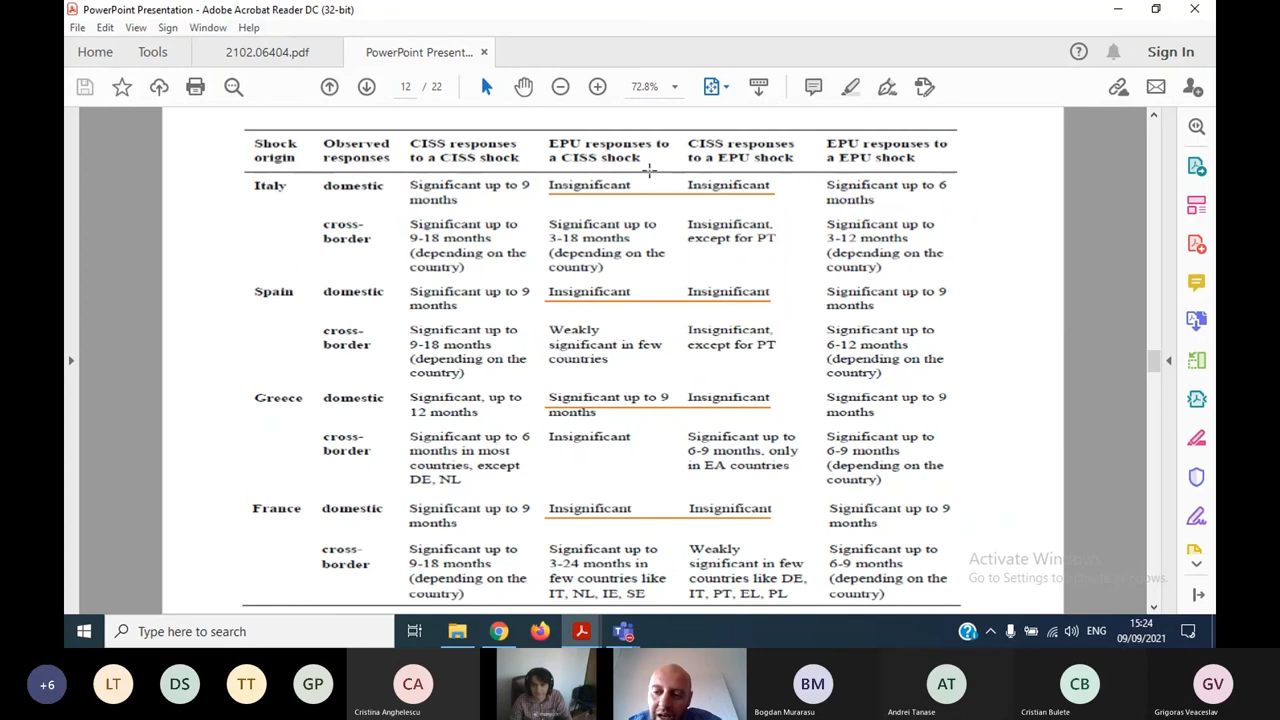 PowerPoint Presentation - Adobe Acrobat Reader DC (32-bit)
File Edit View Sign Window Help
Home Tools 2102.06404.pdf PowerPoint Present... × Sign In
12 / 22 72.8%
Shock origin Observed responses CISS responses to a CISS shock EPU responses to a CISS shock CISS responses to a EPU shock EPU responses to a EPU shock
Italy domestic Significant up to 9 months Insignificant Insignificant Significant up to 6 months
cross-border Significant up to 9-18 months (depending on the country) Significant up to 3-18 months (depending on the country) Insignificant, except for PT Significant up to 3-12 months (depending on the country)
Spain domestic Significant up to 9 months Insignificant Insignificant Significant up to 9 months
cross-border Significant up to 9-18 months (depending on the country) Weakly significant in few countries Insignificant, except for PT Significant up to 6-12 months (depending on the country)
Greece domestic Significant, up to 12 months Significant up to 9 months Insignificant Significant up to 9 months
cross-border Significant up to 6 months in most countries, except DE, NL Insignificant Significant up to 6-9 months, only in EA countries Significant up to 6-9 months (depending on the country)
France domestic Significant up to 9 months Insignificant Insignificant Significant up to 9 months
cross-border Significant up to 9-18 months (depending on the country) Significant up to 3-24 months in few countries like IT, NL, IE, SE Weakly significant in few countries like DE, IT, PT, EL, PL Significant up to 6-9 months (depending on the country)
Activate Windows
Go to Settings to activate Windows.
Type here to search
ENG
15:24
09/09/2021
+6 LT DS TT GP CA BM AT CB GV
Cristina Anghelescu Bogdan Murarasu Andrei Tanase Cristian Bulete Grigoras Veaceslav